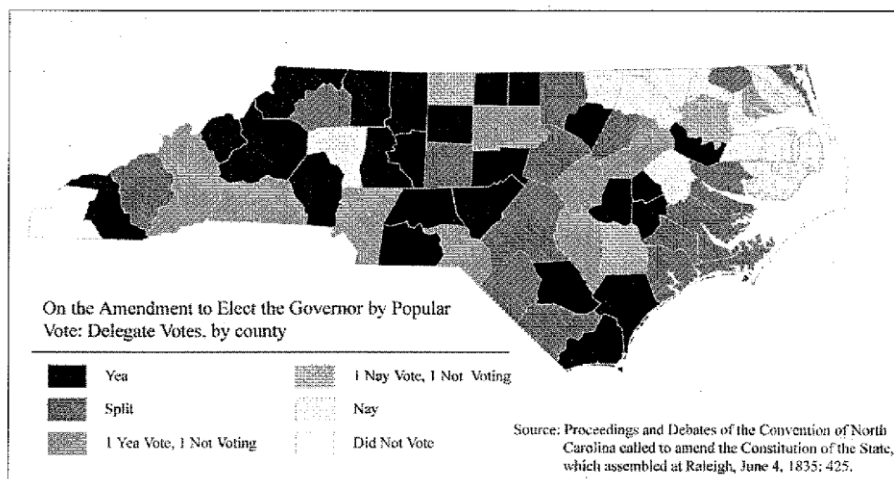 On the Amendment to Elect the Governor by Popular
Vote: Delegate Votes, by county
Yea
Split
1 Yea Vote, 1 Not Voting
1 Nay Vote, 1 Not Voting
Nay
Did Not Vote
Source: Proceedings and Debates of the Convention of North
Carolina called to amend the Constitution of the State,
which assembled at Raleigh, June 4, 1835; 425.